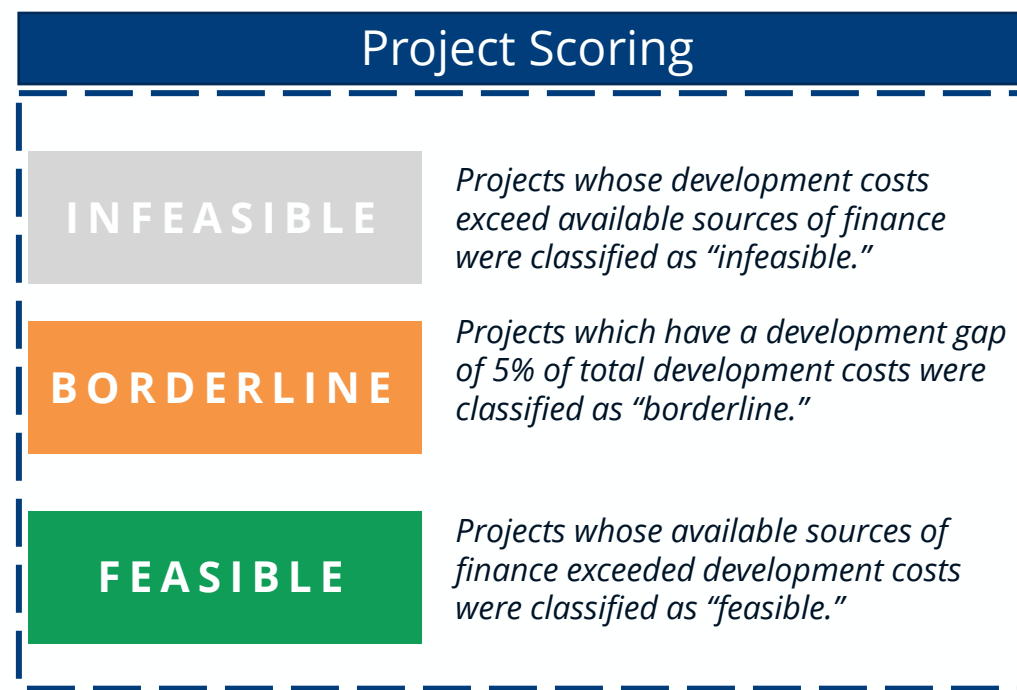 Project Scoring
INFEASIBLE
Projects whose development costs
exceed available sources of finance
were classified as “infeasible.”
BORDERLINE
Projects which have a development gap
of 5% of total development costs were
classified as “borderline.”
FEASIBLE
Projects whose available sources of
finance exceeded development costs
were classified as “feasible.”